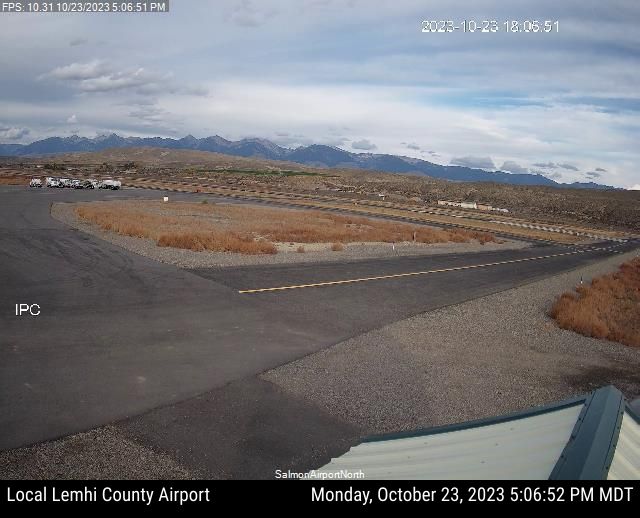 FPS: 10.31 10/23/2023 5:06:51 PM
2023-10-23 18:06:51
IPC
SalmonAirportNorth
Local Lemhi County Airport
Monday, October 23, 2023 5:06:52 PM MDT